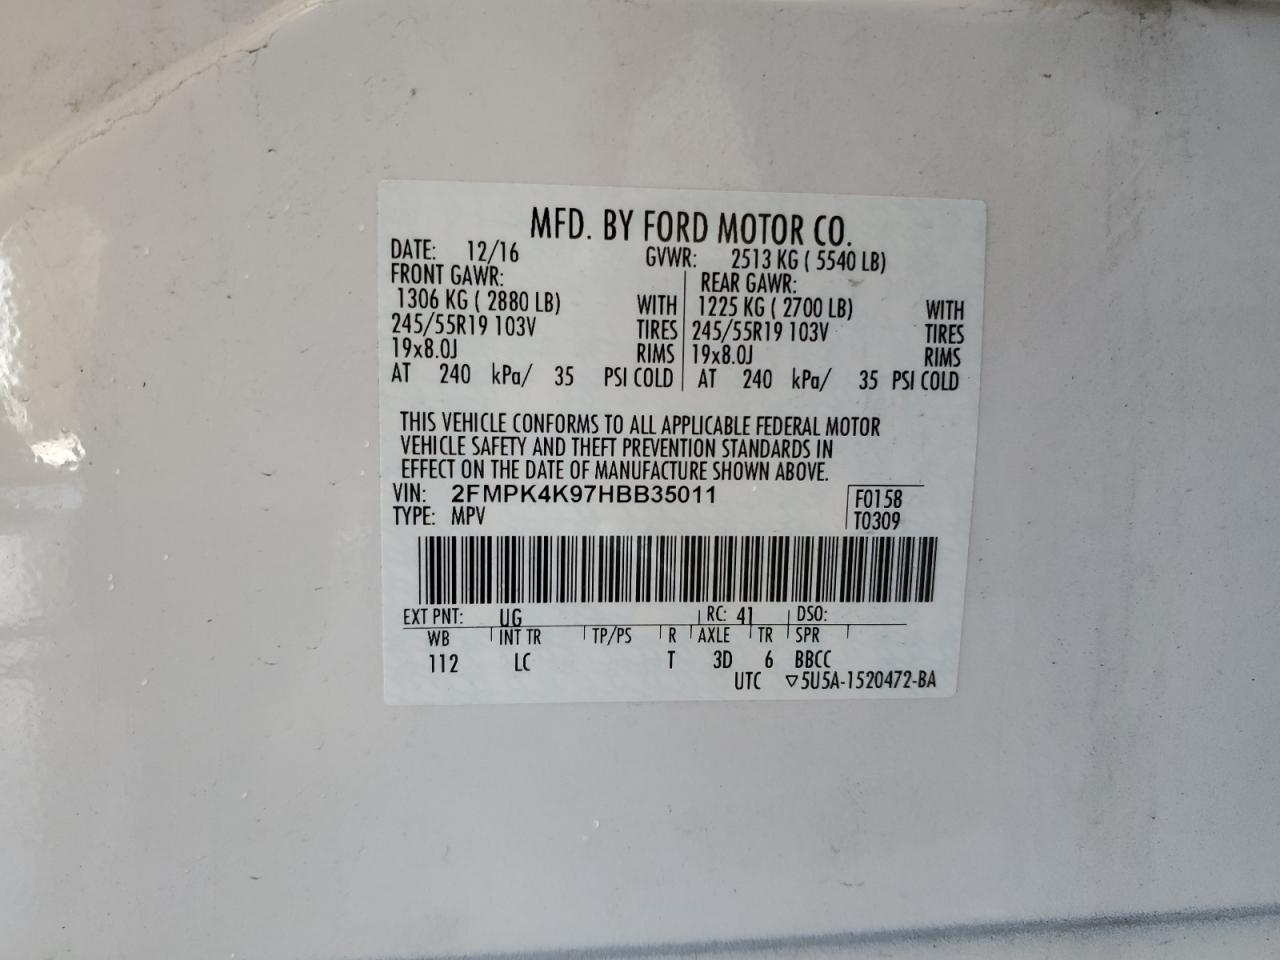 MFD. BY FORD MOTOR CO.
DATE: 12/16 GVWR: 2513 KG ( 5540 LB)
FRONT GAWR: REAR GAWR:
1306 KG ( 2880 LB) WITH 1225 KG ( 2700 LB) WITH
245/55R19 103V TIRES 245/55R19 103V TIRES
19x8.0J RIMS 19x8.0J RIMS
AT 240 kPa/ 35 PSI COLD AT 240 kPa/ 35 PSI COLD
THIS VEHICLE CONFORMS TO ALL APPLICABLE FEDERAL MOTOR
VEHICLE SAFETY AND THEFT PREVENTION STANDARDS IN
EFFECT ON THE DATE OF MANUFACTURE SHOWN ABOVE.
VIN: 2FMPK4K97HBB35011 F0158
TYPE: MPV T0309
EXT PNT: UG RC: 41 DSO:
WB INT TR TP/PS R AXLE TR SPR
112 LC T 3D 6 BBCC
UTC ▽5U5A-1520472-BA